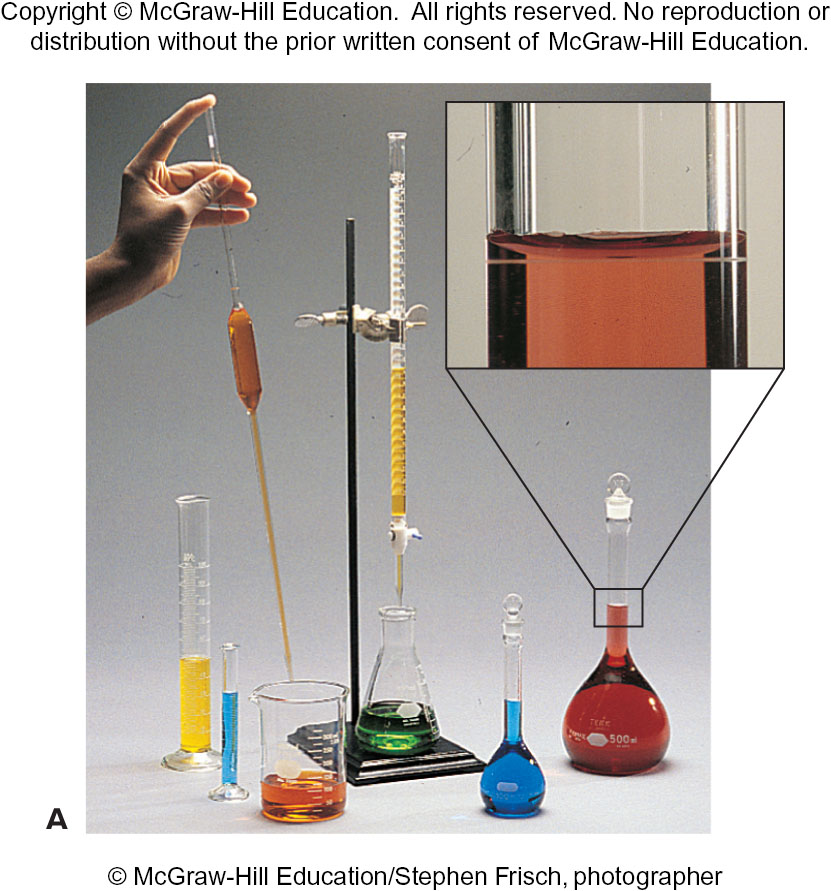 Copyright © McGraw-Hill Education. All rights reserved. No reproduction or
distribution without the prior written consent of McGraw-Hill Education.
500 ml
A
© McGraw-Hill Education/Stephen Frisch, photographer